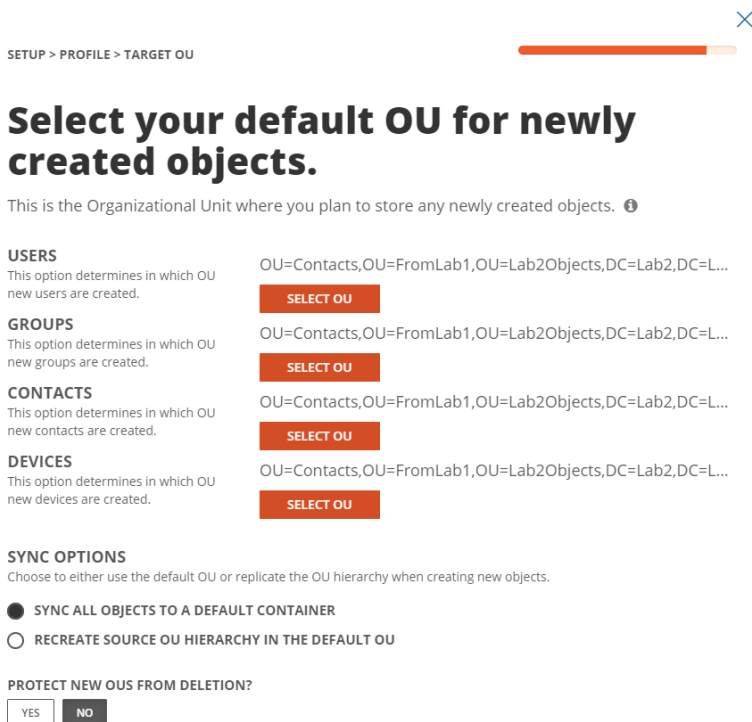 SETUP > PROFILE > TARGET OU
Select your default OU for newly
created objects.
This is the Organizational Unit where you plan to store any newly created objects.
USERS
This option determines in which OU
new users are created.
OU=Contacts,OU=FromLab1,OU=Lab2Objects,DC=Lab2,DC=L...
SELECT OU
GROUPS
This option determines in which OU
new groups are created.
OU=Contacts,OU=FromLab1,OU=Lab2Objects,DC=Lab2,DC=L...
SELECT OU
CONTACTS
This option determines in which OU
new contacts are created.
OU=Contacts,OU=FromLab1,OU=Lab2Objects,DC=Lab2,DC=L...
SELECT OU
DEVICES
This option determines in which OU
new devices are created.
OU=Contacts,OU=FromLab1,OU=Lab2Objects,DC=Lab2,DC=L...
SELECT OU
SYNC OPTIONS
Choose to either use the default OU or replicate the OU hierarchy when creating new objects.
SYNC ALL OBJECTS TO A DEFAULT CONTAINER
RECREATE SOURCE OU HIERARCHY IN THE DEFAULT OU
PROTECT NEW OUS FROM DELETION?
YES NO